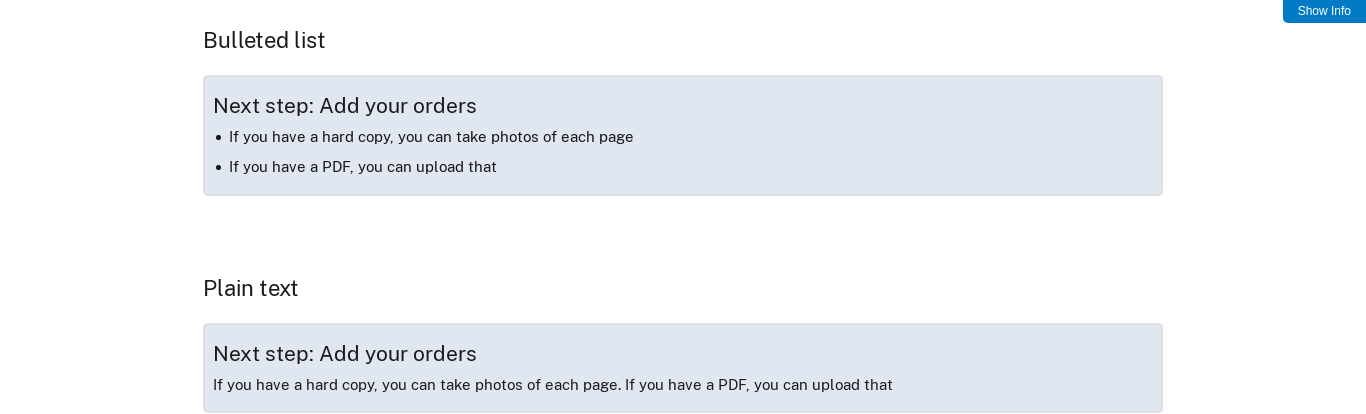 Show Info
Bulleted list
Next step: Add your orders
• If you have a hard copy, you can take photos of each page
• If you have a PDF, you can upload that
Plain text
Next step: Add your orders
If you have a hard copy, you can take photos of each page. If you have a PDF, you can upload that